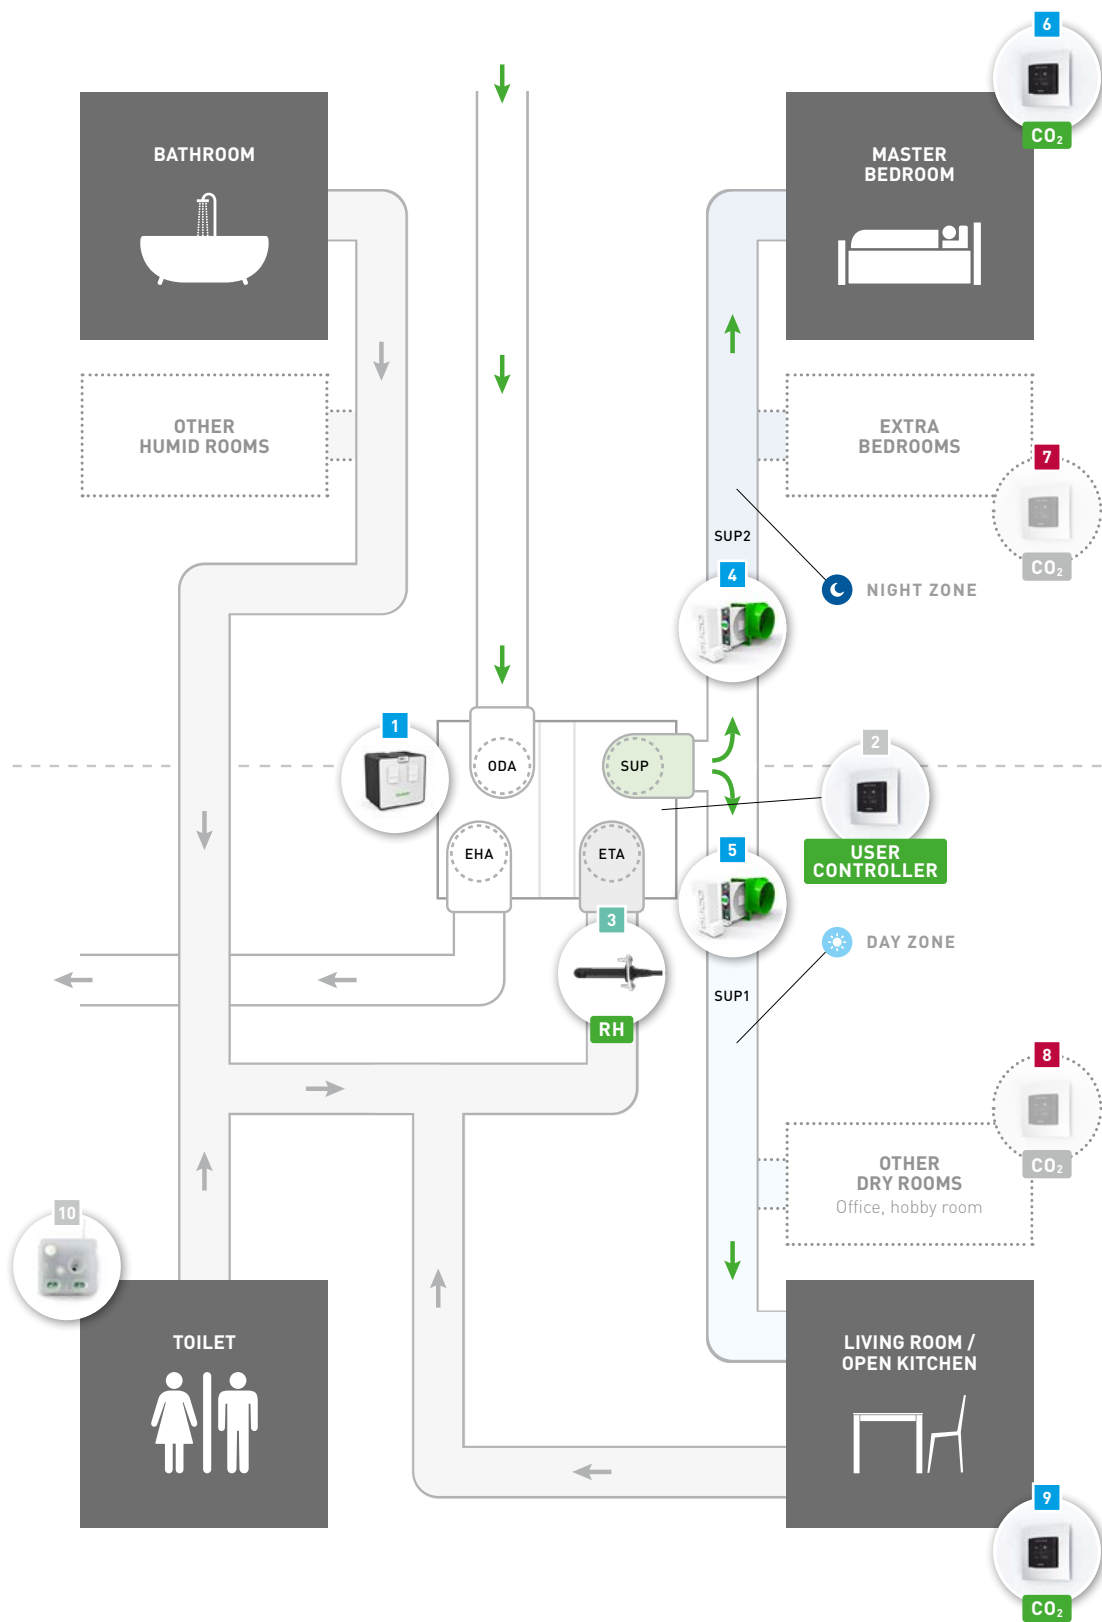 6
CO₂
BATHROOM
MASTER
BEDROOM
OTHER
HUMID ROOMS
EXTRA
BEDROOMS
7
CO₂
SUP2
4
NIGHT ZONE
1
ODA
SUP
2
USER
CONTROLLER
EHA
ETA
5
3
RH
DAY ZONE
SUP1
8
CO₂
OTHER
DRY ROOMS
Office, hobby room
10
TOILET
LIVING ROOM /
OPEN KITCHEN
9
CO₂